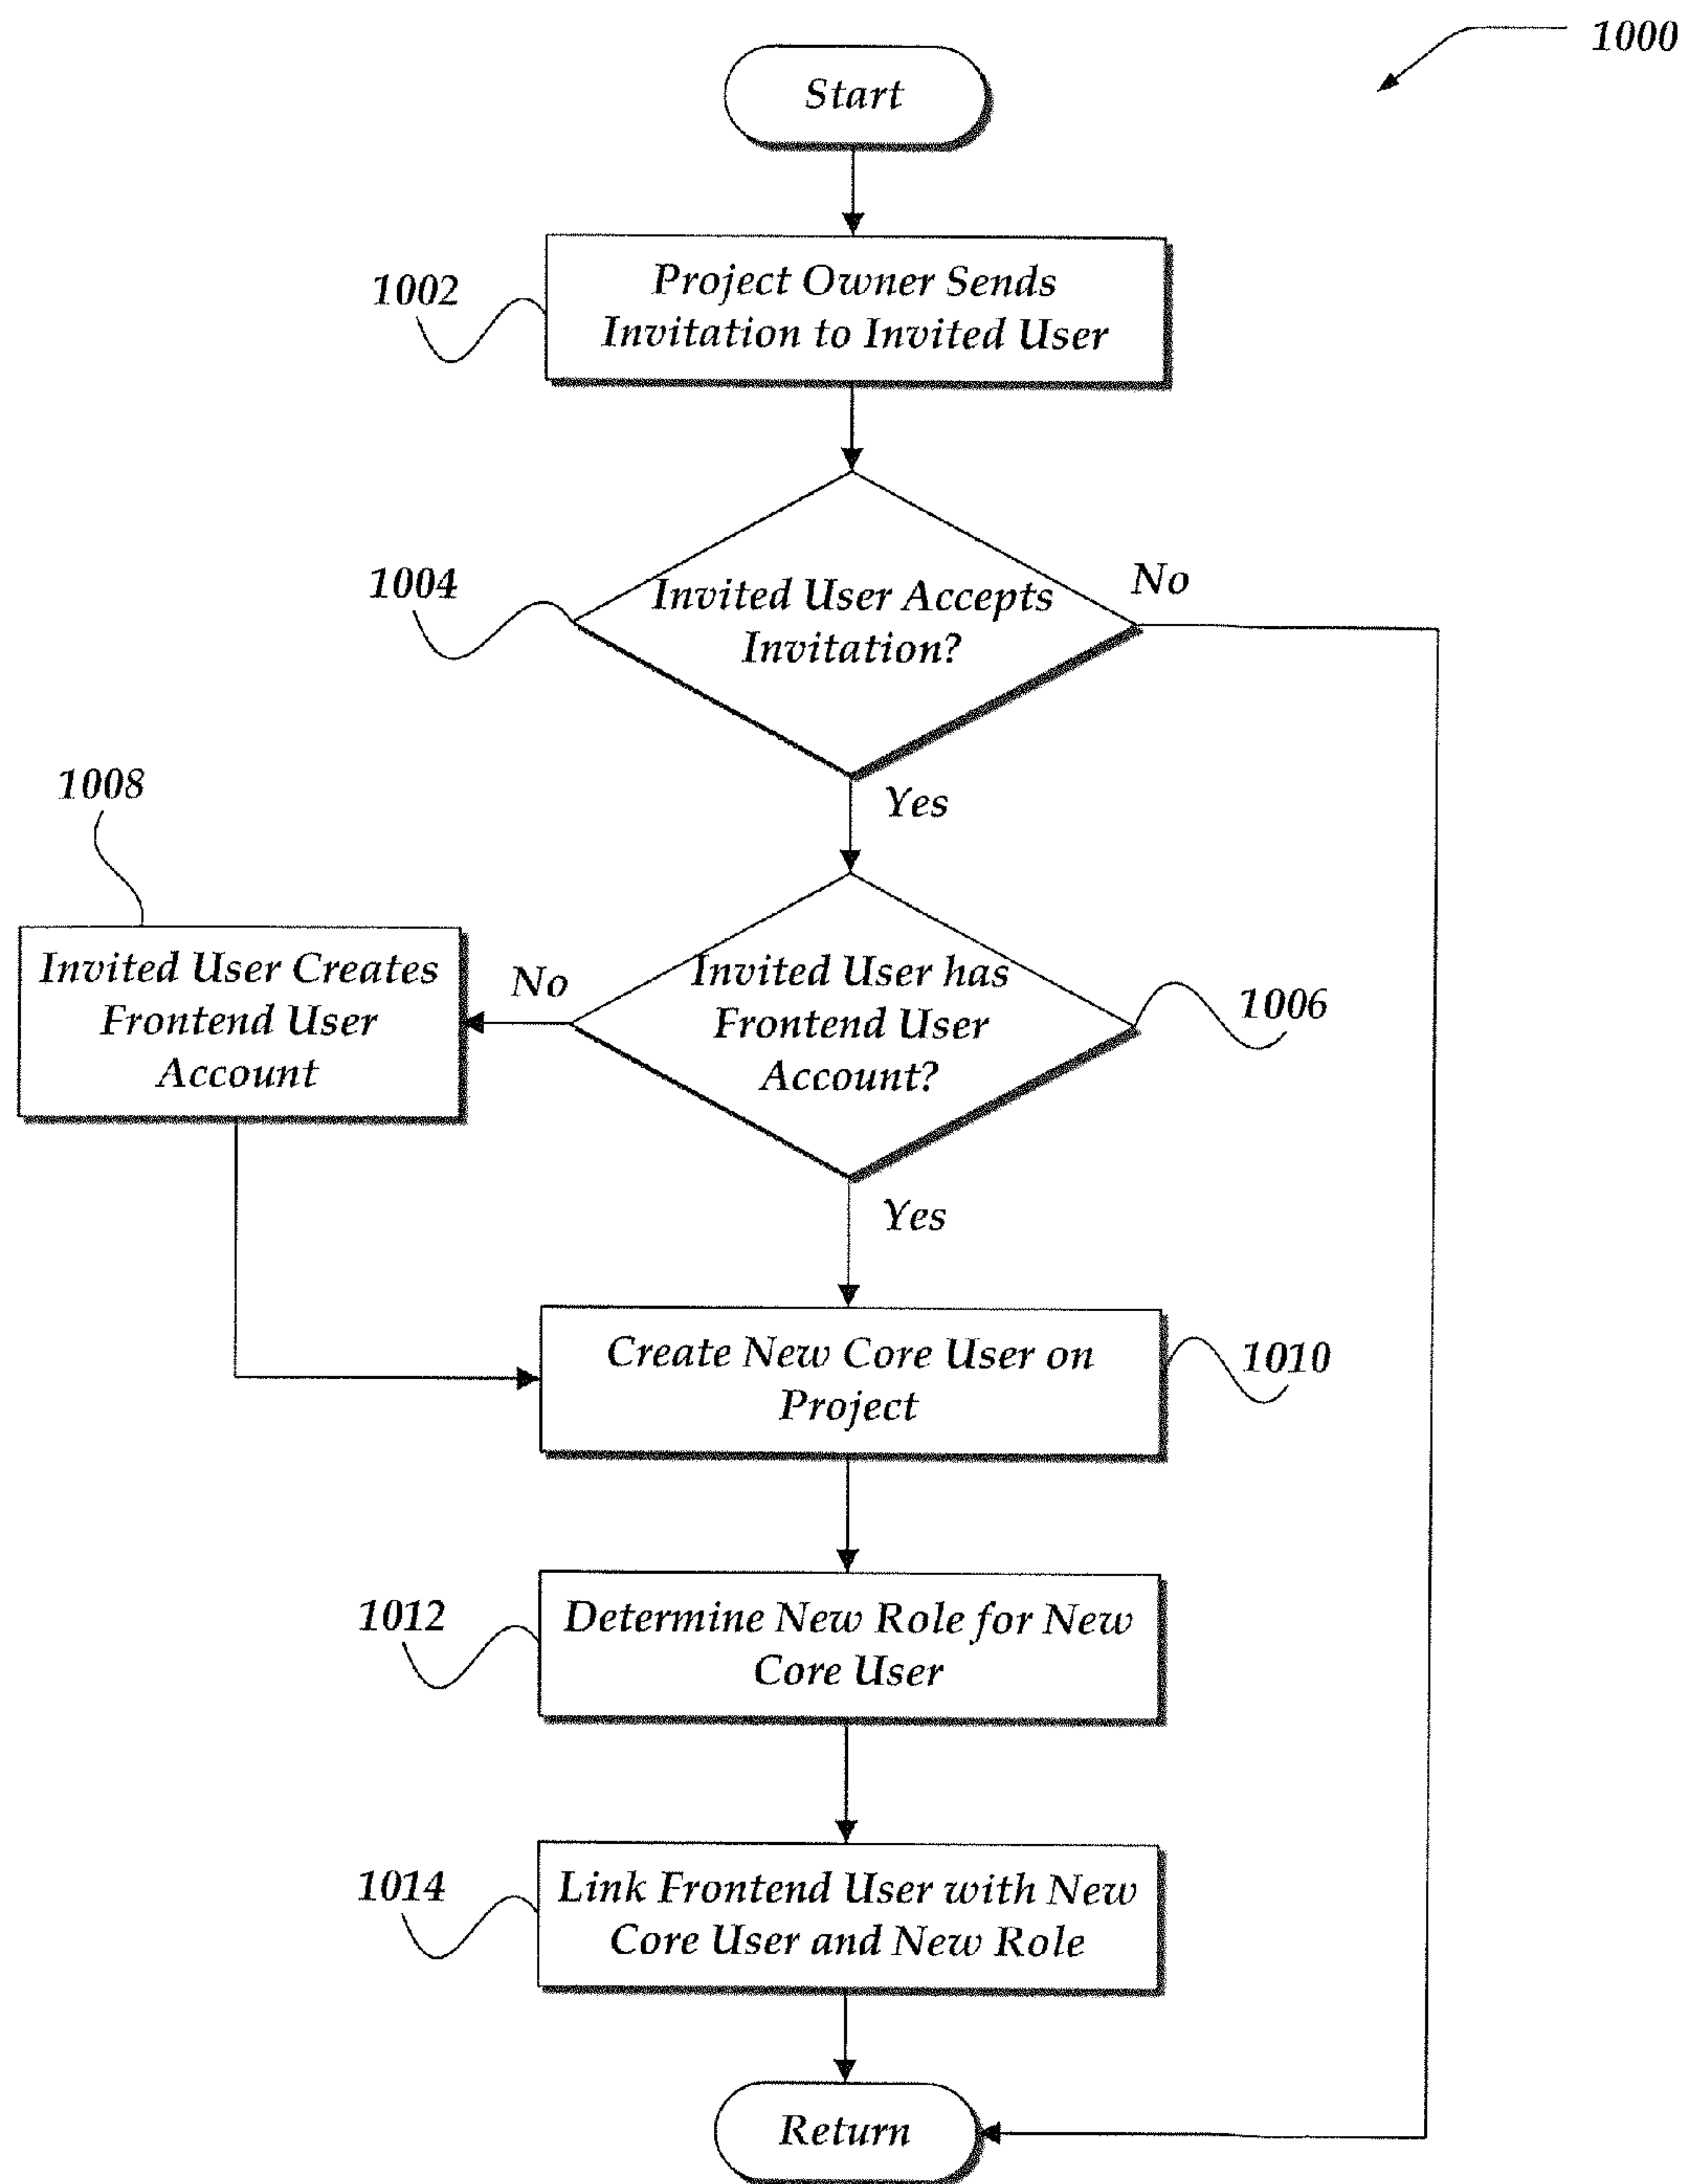 1000
Start
1002
Project Owner Sends
Invitation to Invited User
1004
Invited User Accepts
Invitation?
No
Yes
1008
Invited User Creates
Frontend User
Account
No
Invited User has
Frontend User
Account?
1006
Yes
Create New Core User on
Project
1010
1012
Determine New Role for New
Core User
1014
Link Frontend User with New
Core User and New Role
Return